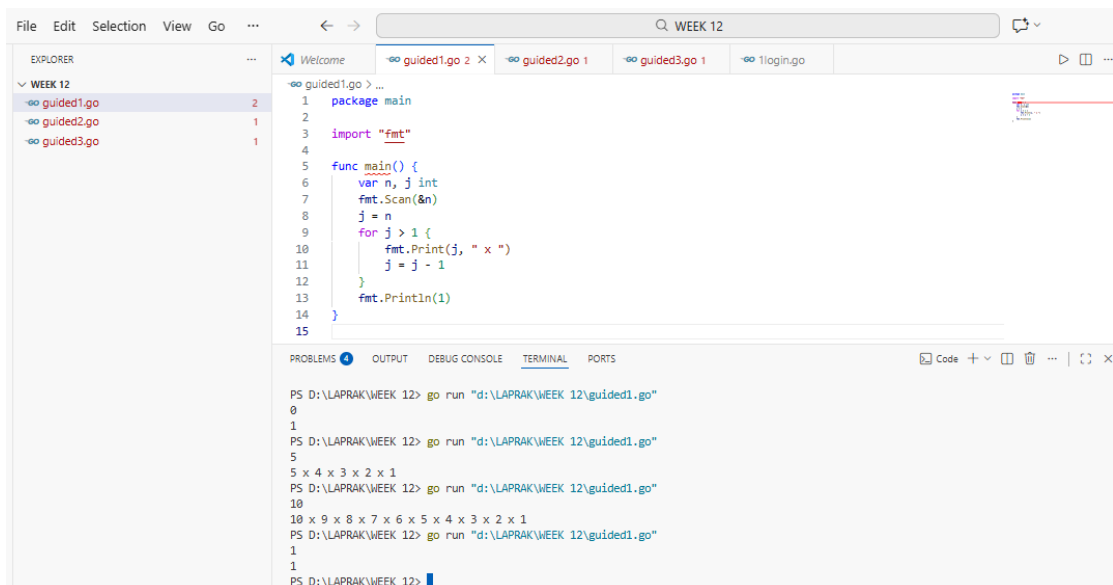 File Edit Selection View Go ... ← → WEEK 12
EXPLORER ...
WEEK 12
guided1.go 2
guided2.go 1
guided3.go 1
Welcome guided1.go 2 × guided2.go 1 guided3.go 1 1login.go ...
guided1.go > ...
1 package main
2
3 import "fmt"
4
5 func main() {
6 var n, j int
7 fmt.Scan(&n)
8 j = n
9 for j > 1 {
10 fmt.Print(j, " x ")
11 j = j - 1
12 }
13 fmt.Println(1)
14 }
15
PROBLEMS 4 OUTPUT DEBUG CONSOLE TERMINAL PORTS Code
PS D:\LAPRAK\WEEK 12> go run "d:\LAPRAK\WEEK 12\guided1.go"
0
1
PS D:\LAPRAK\WEEK 12> go run "d:\LAPRAK\WEEK 12\guided1.go"
5
5 x 4 x 3 x 2 x 1
PS D:\LAPRAK\WEEK 12> go run "d:\LAPRAK\WEEK 12\guided1.go"
10
10 x 9 x 8 x 7 x 6 x 5 x 4 x 3 x 2 x 1
PS D:\LAPRAK\WEEK 12> go run "d:\LAPRAK\WEEK 12\guided1.go"
1
1
PS D:\LAPRAK\WEEK 12>